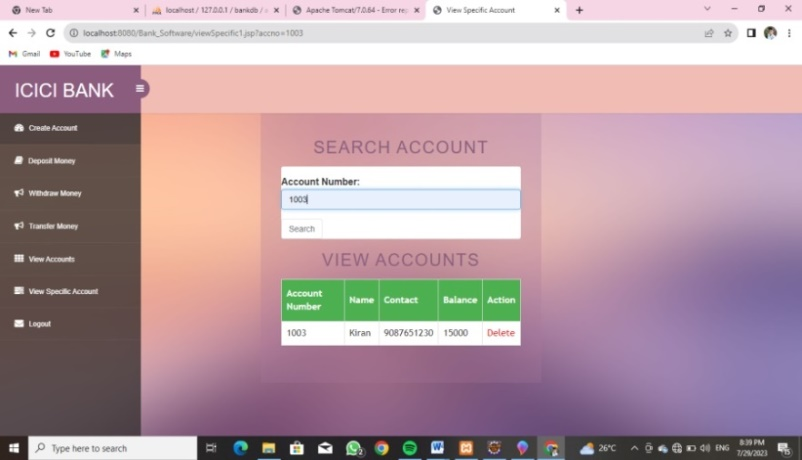 New Tab
localhost / 127.0.0.1 / bankdb /
Apache Tomcat/7.0.64 - Error rep
View Specific Account
localhost:8080/Bank_Software/viewSpecific1.jsp?accno=1003
Gmail
YouTube
Maps
ICICI BANK
Create Account
Deposit Money
Withdraw Money
Transfer Money
View Accounts
View Specific Account
Logout
SEARCH ACCOUNT
Account Number:
1003
Search
VIEW ACCOUNTS
Account Number Name Contact Balance Action
1003 Kiran 9087651230 15000 Delete
Type here to search
26°C
ENG
8:39 PM
7/29/2023